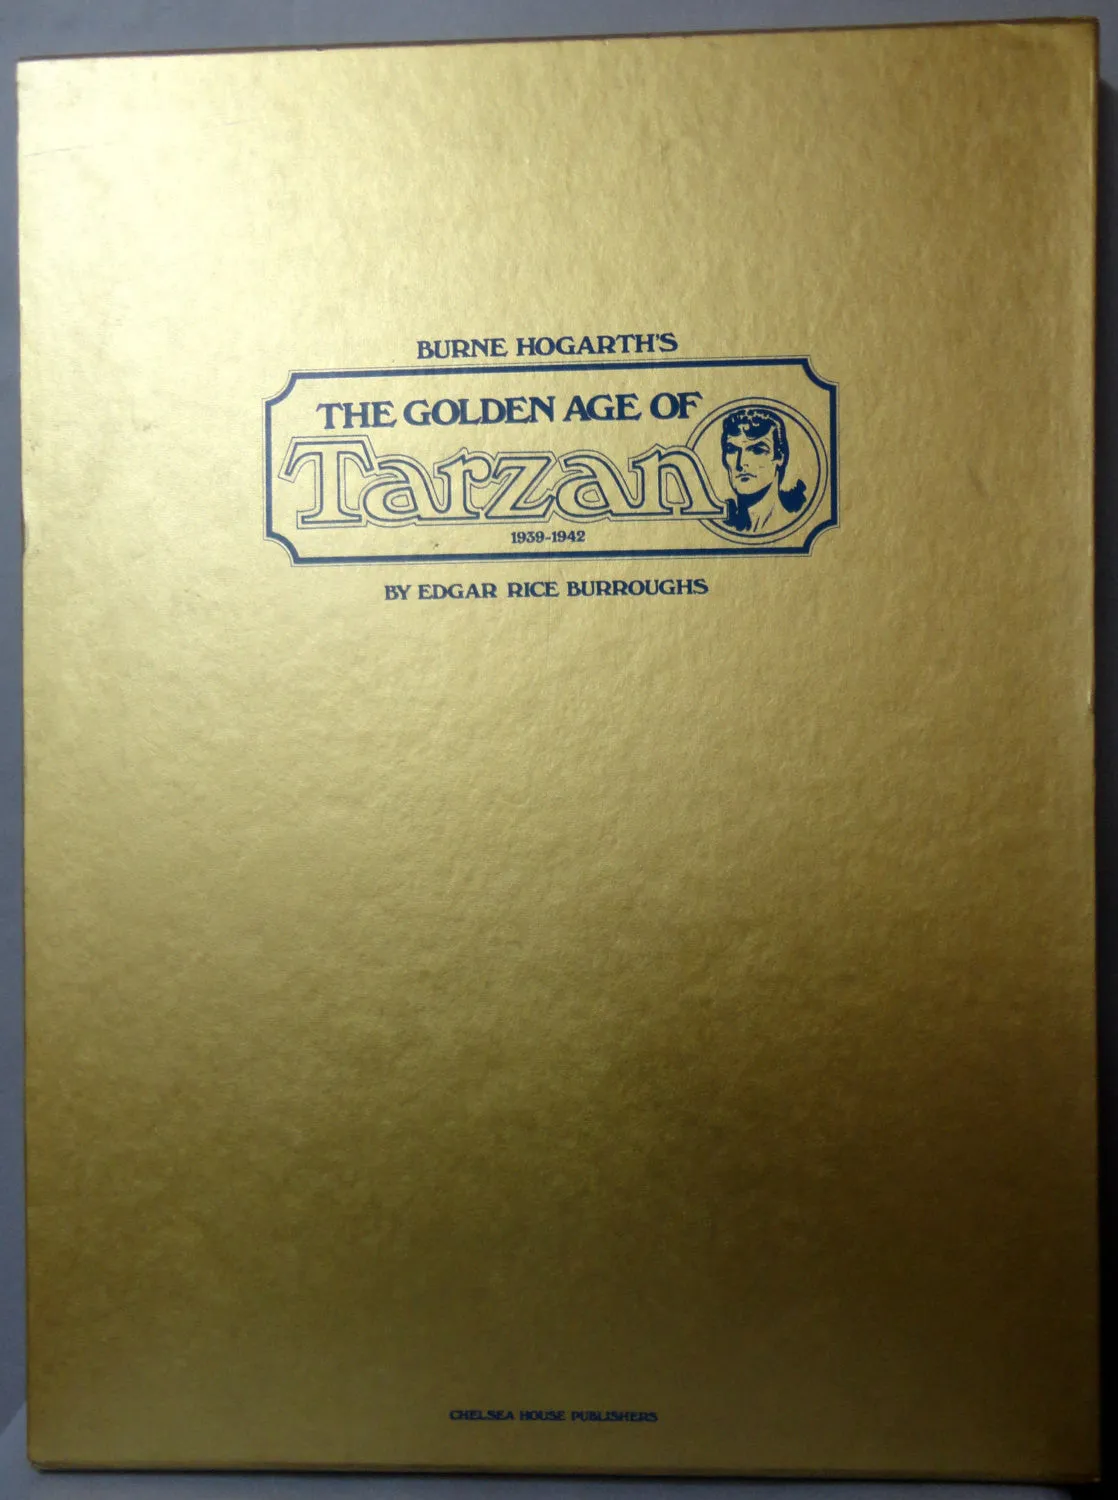 BURNE HOGARTH'S
THE GOLDEN AGE OF
Tarzan
1939-1942
BY EDGAR RICE BURROUGHS
CHELSEA HOUSE PUBLISHERS